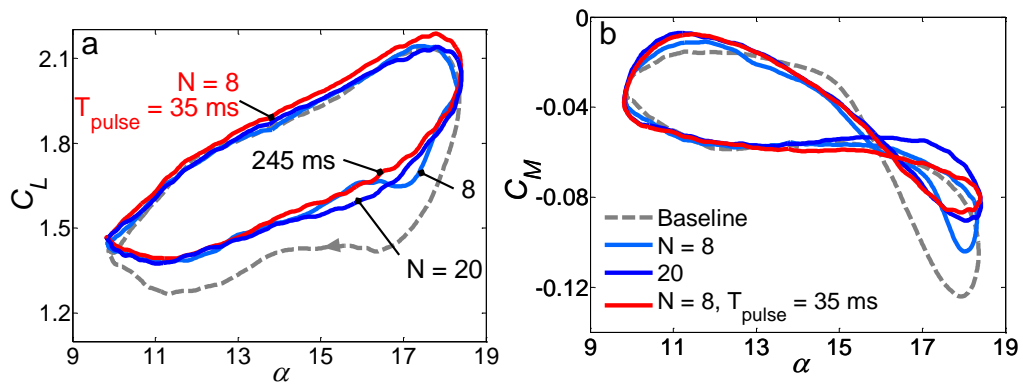 a
2.1
1.8
1.5
1.2
C_L
N = 8
T_pulse = 35 ms
245 ms
8
N = 20
9
11
13
15
17
19
α
b
0
-0.04
-0.08
-0.12
C_M
Baseline
N = 8
20
N = 8, T_pulse = 35 ms
9
11
13
15
17
19
α